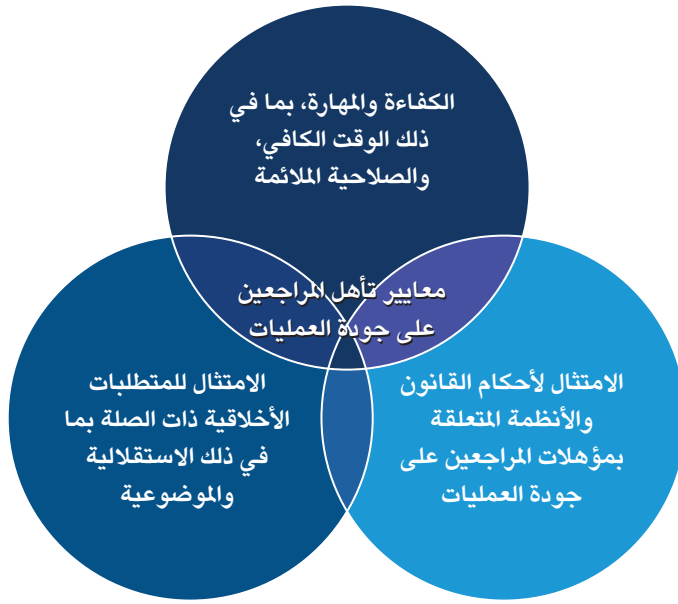 الكفاءة والمهارة، بما في
ذلك الوقت الكافي،
والصلاحية الملائمة
معايير تأهل المراجعين
على جودة العمليات
الامتثال لأحكام القانون
والأنظمة المتعلقة
بمؤهلات المراجعين على
جودة العمليات
الامتثال للمتطلبات
الأخلاقية ذات الصلة بما
في ذلك الاستقلالية
والموضوعية